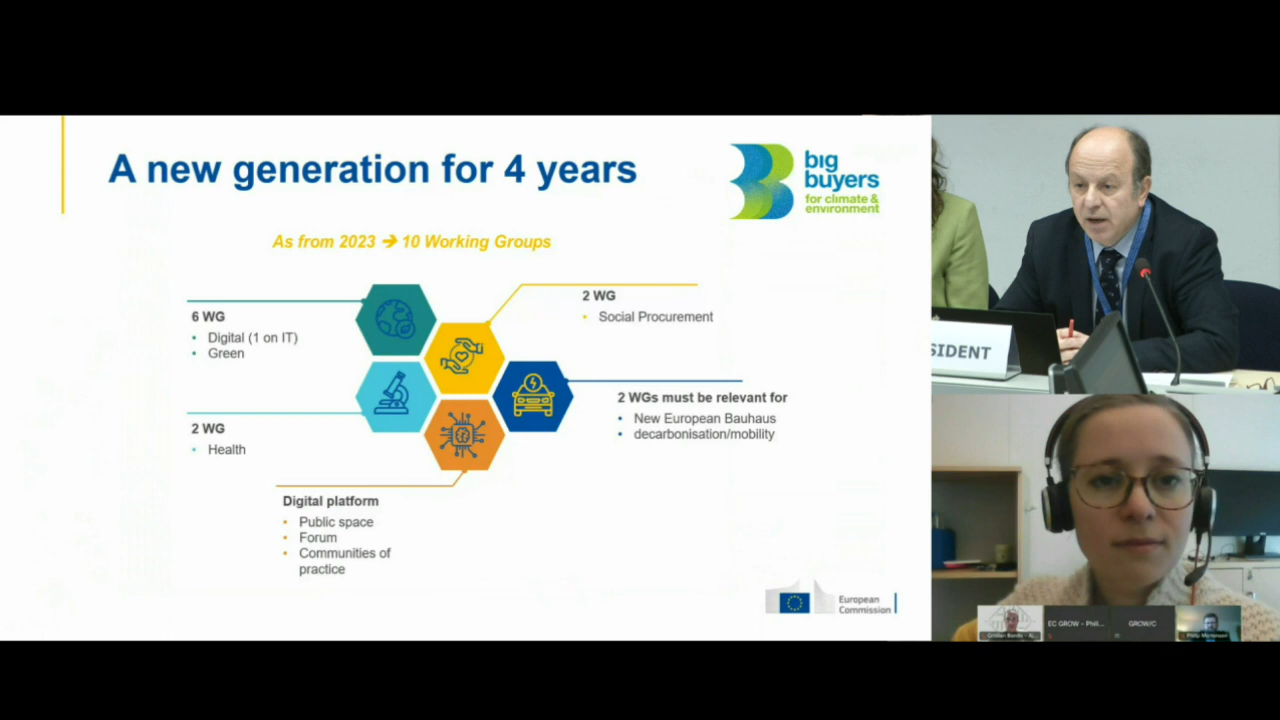 A new generation for 4 years
big
buyers
for climate &
environment
As from 2023 → 10 Working Groups
6 WG
• Digital (1 on IT)
• Green
2 WG
• Social Procurement
2 WGs must be relevant for
• New European Bauhaus
• decarbonisation/mobility
2 WG
• Health
Digital platform
• Public space
• Forum
• Communities of
practice
European
Commission
SIDENT
EC GROW - Phil...
GROW/C